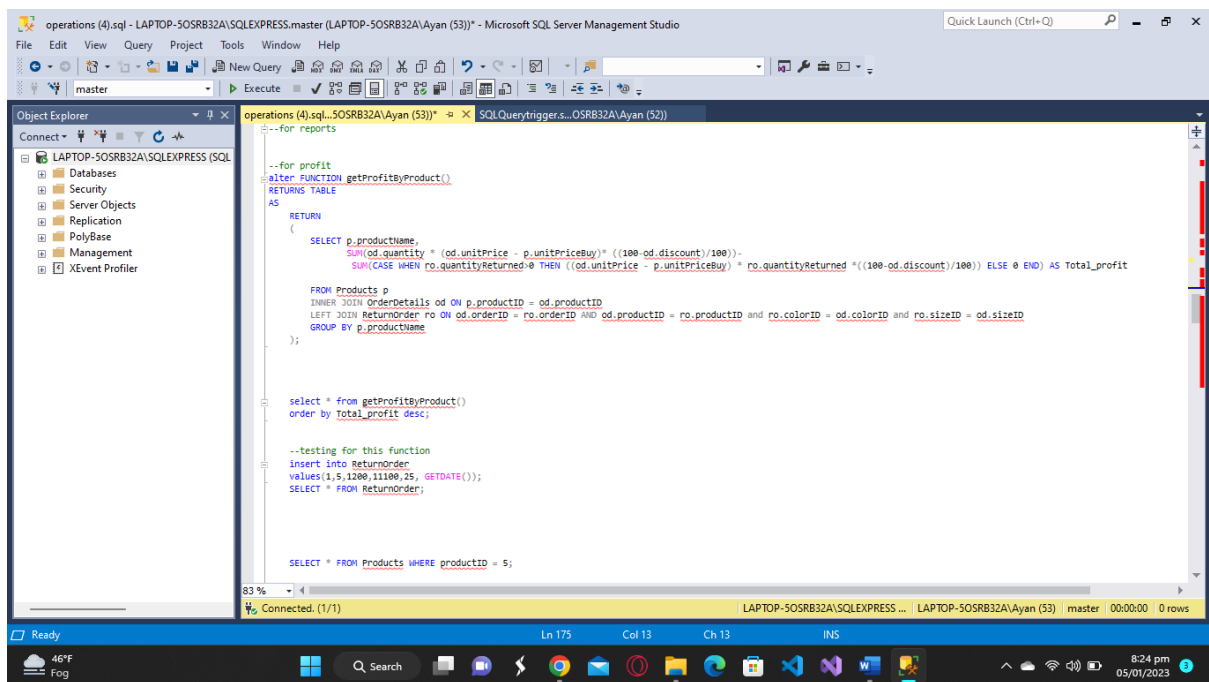 operations (4).sql - LAPTOP-5OSRB32A\SQLEXPRESS.master (LAPTOP-5OSRB32A\Ayan (53))* - Microsoft SQL Server Management Studio
Quick Launch (Ctrl+Q)
File Edit View Query Project Tools Window Help
New Query
master
Execute
Object Explorer
operations (4).sql...5OSRB32A\Ayan (53))*
SQLQuerytrigger.s...OSRB32A\Ayan (52))
Connect
LAPTOP-5OSRB32A\SQLEXPRESS (SQL
Databases
Security
Server Objects
Replication
PolyBase
Management
XEvent Profiler
--for reports
--for profit
alter FUNCTION getProfitByProduct()
RETURNS TABLE
AS
RETURN
(
SELECT p.productName,
SUM(od.quantity * (od.unitPrice - p.unitPriceBuy)* ((100-od.discount)/100))-
SUM(CASE WHEN ro.quantityReturned>0 THEN ((od.unitPrice - p.unitPriceBuy) * ro.quantityReturned *((100-od.discount)/100)) ELSE 0 END) AS Total_profit
FROM Products p
INNER JOIN OrderDetails od ON p.productID = od.productID
LEFT JOIN ReturnOrder ro ON od.orderID = ro.orderID AND od.productID = ro.productID and ro.colorID = od.colorID and ro.sizeID = od.sizeID
GROUP BY p.productName
);
select * from getProfitByProduct()
order by Total_profit desc;
--testing for this function
insert into ReturnOrder
values(1,5,1200,11100,25, GETDATE());
SELECT * FROM ReturnOrder;
SELECT * FROM Products WHERE productID = 5;
83 %
Connected. (1/1)
LAPTOP-5OSRB32A\SQLEXPRESS ... LAPTOP-5OSRB32A\Ayan (53) master 00:00:00 0 rows
Ready
Ln 175 Col 13 Ch 13 INS
46°F
Fog
Search
8:24 pm
05/01/2023
3